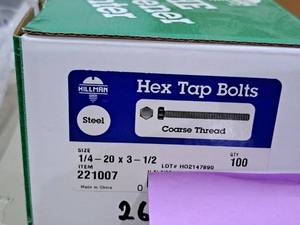 HILLMAN
Hex Tap Bolts
Steel
Coarse Thread
SIZE
1/4-20 x 3-1/2
ITEM LOT# HO2147890 QTY
221007 100
Made in China
26